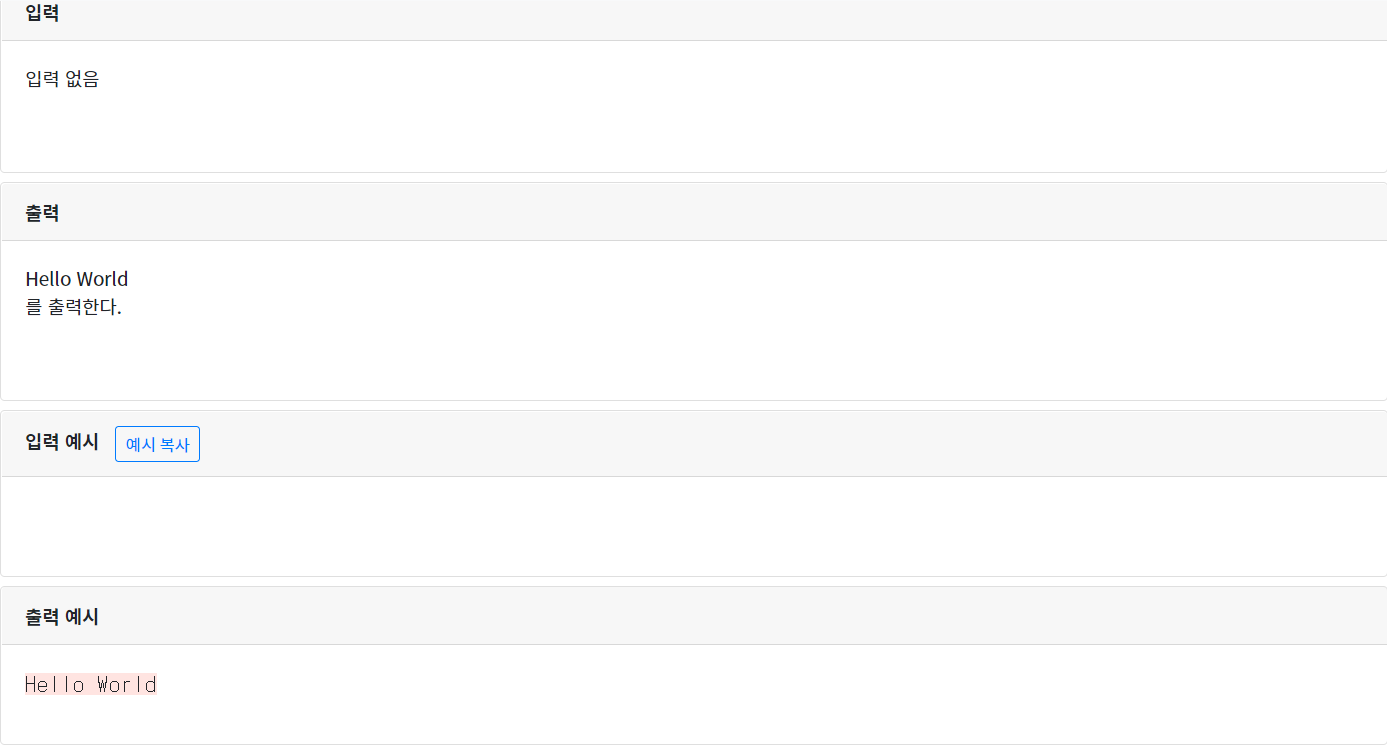 입력
입력 없음
출력
Hello World
를 출력한다.
입력 예시 예시 복사
출력 예시
Hello World